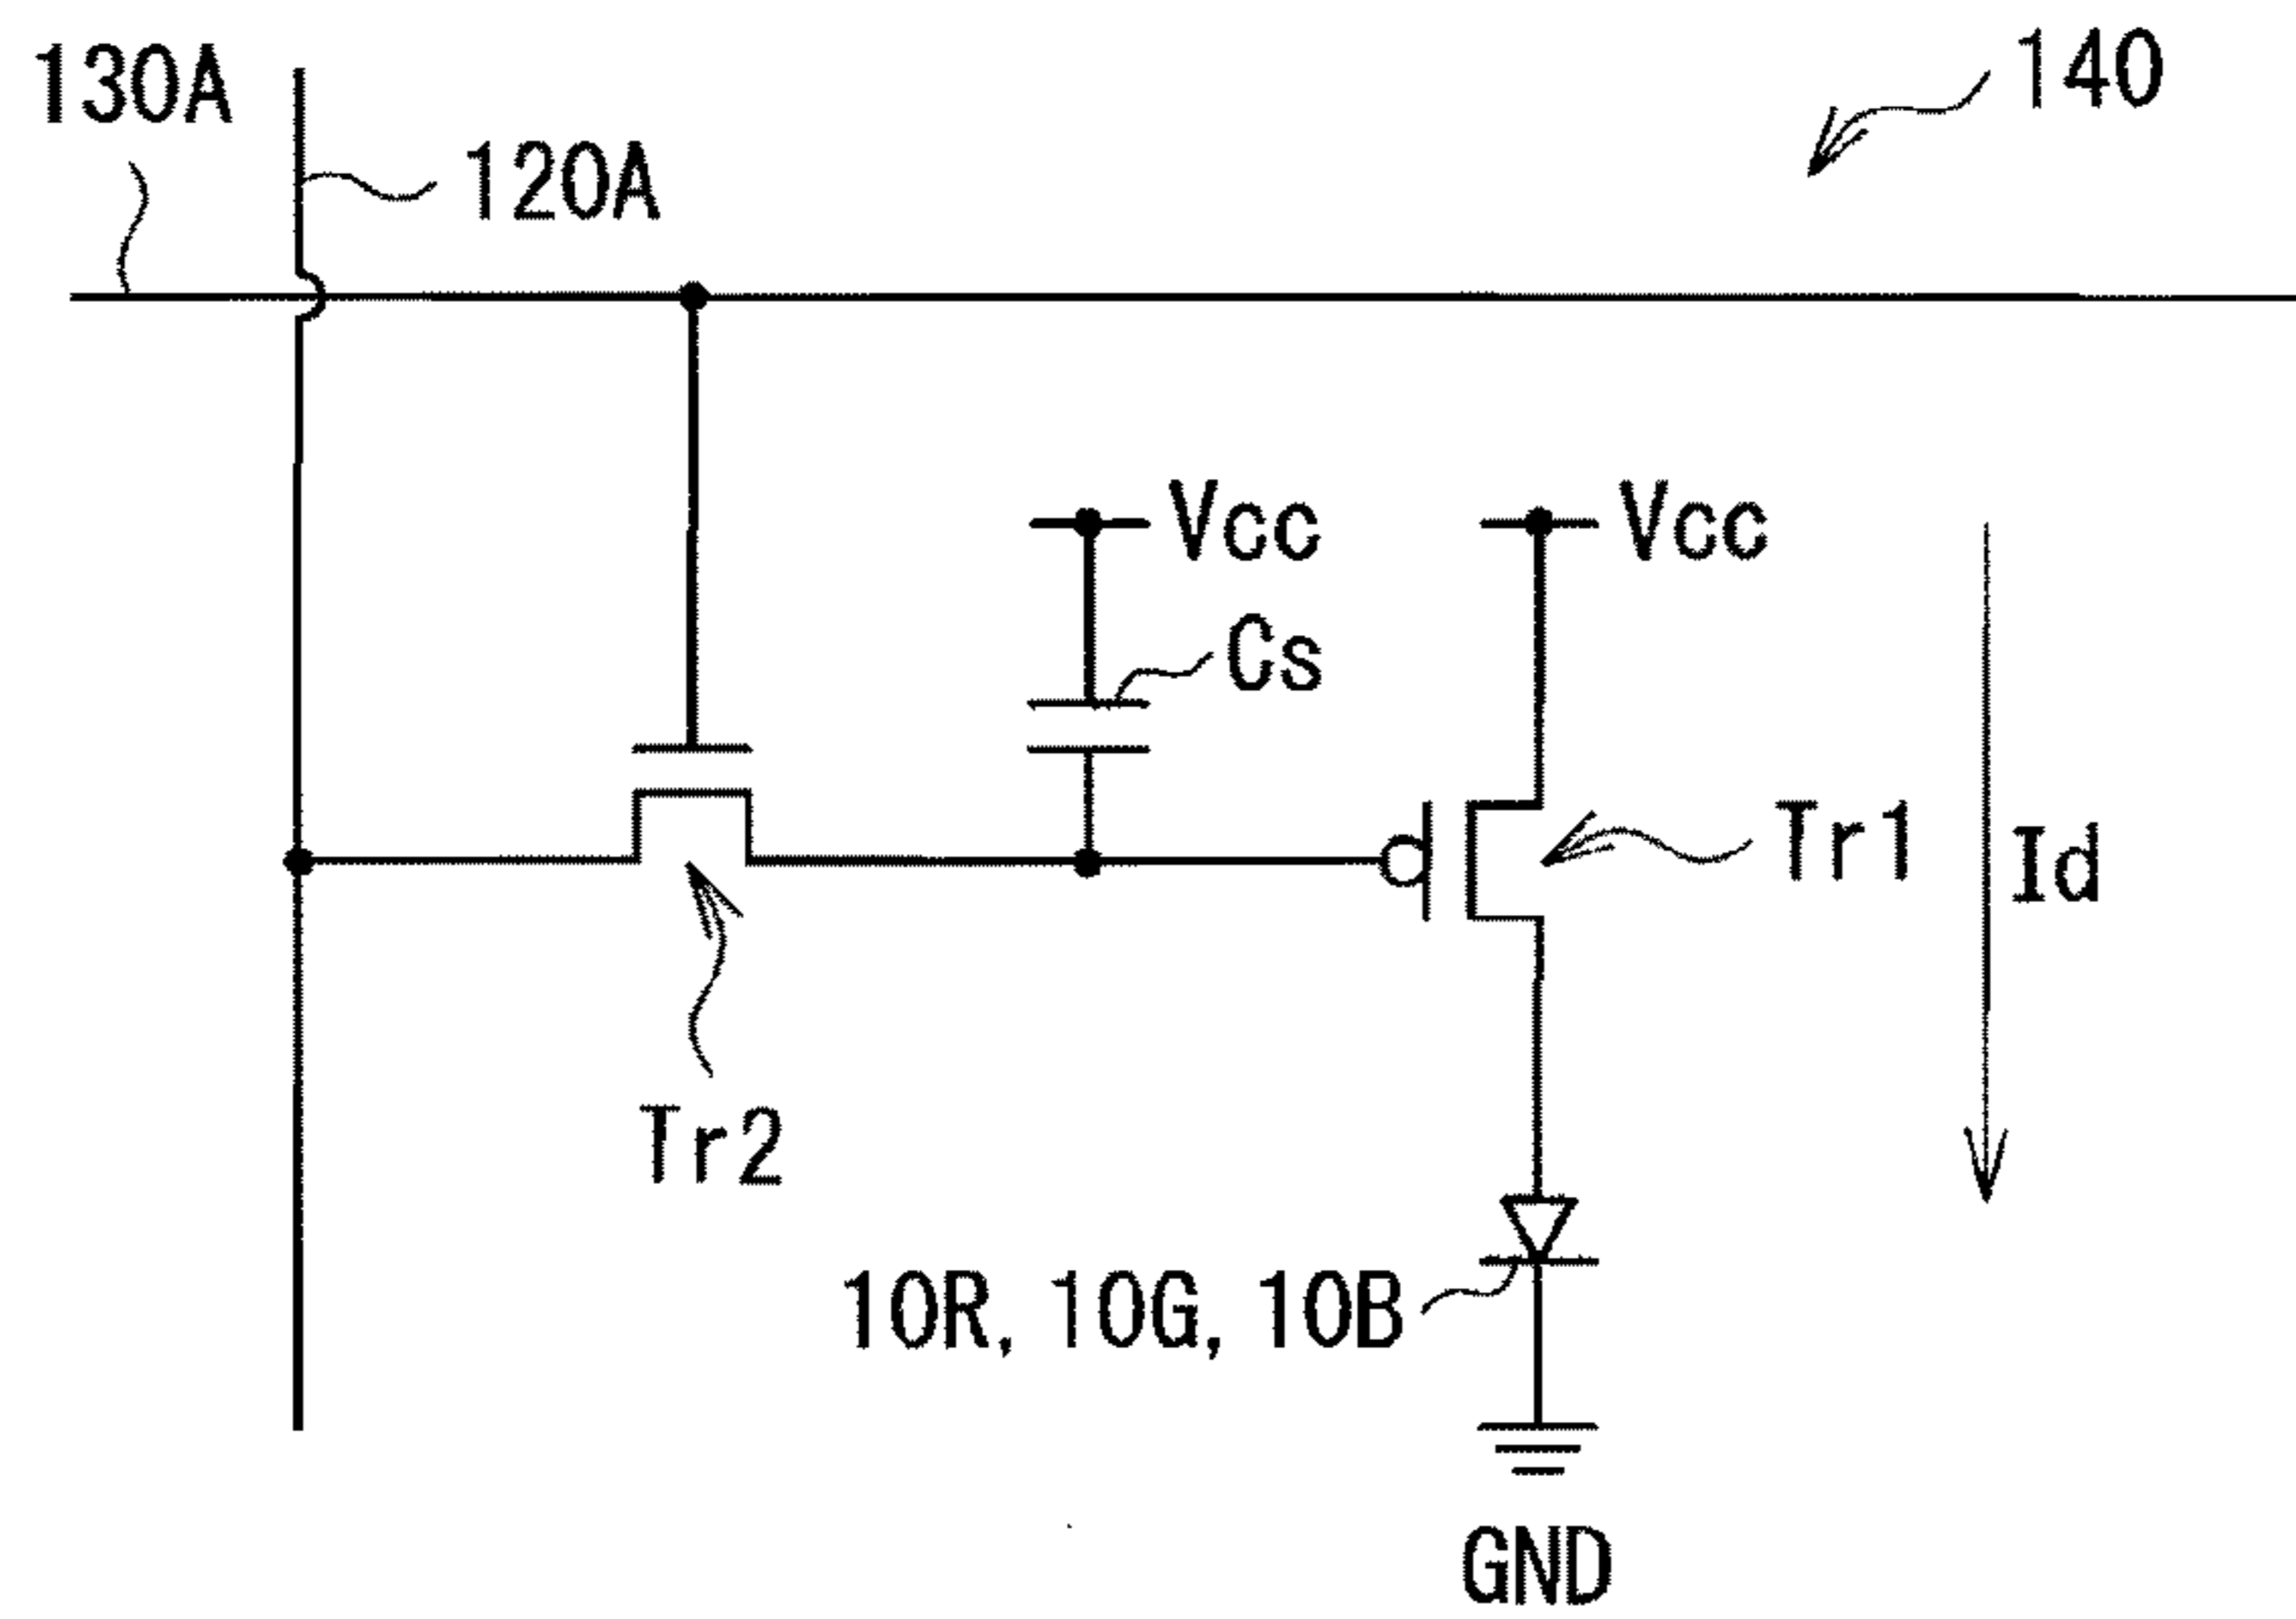 130A
140
120A
Vcc
Vcc
Cs
Tr1
Id
Tr2
10R, 10G, 10B
GND